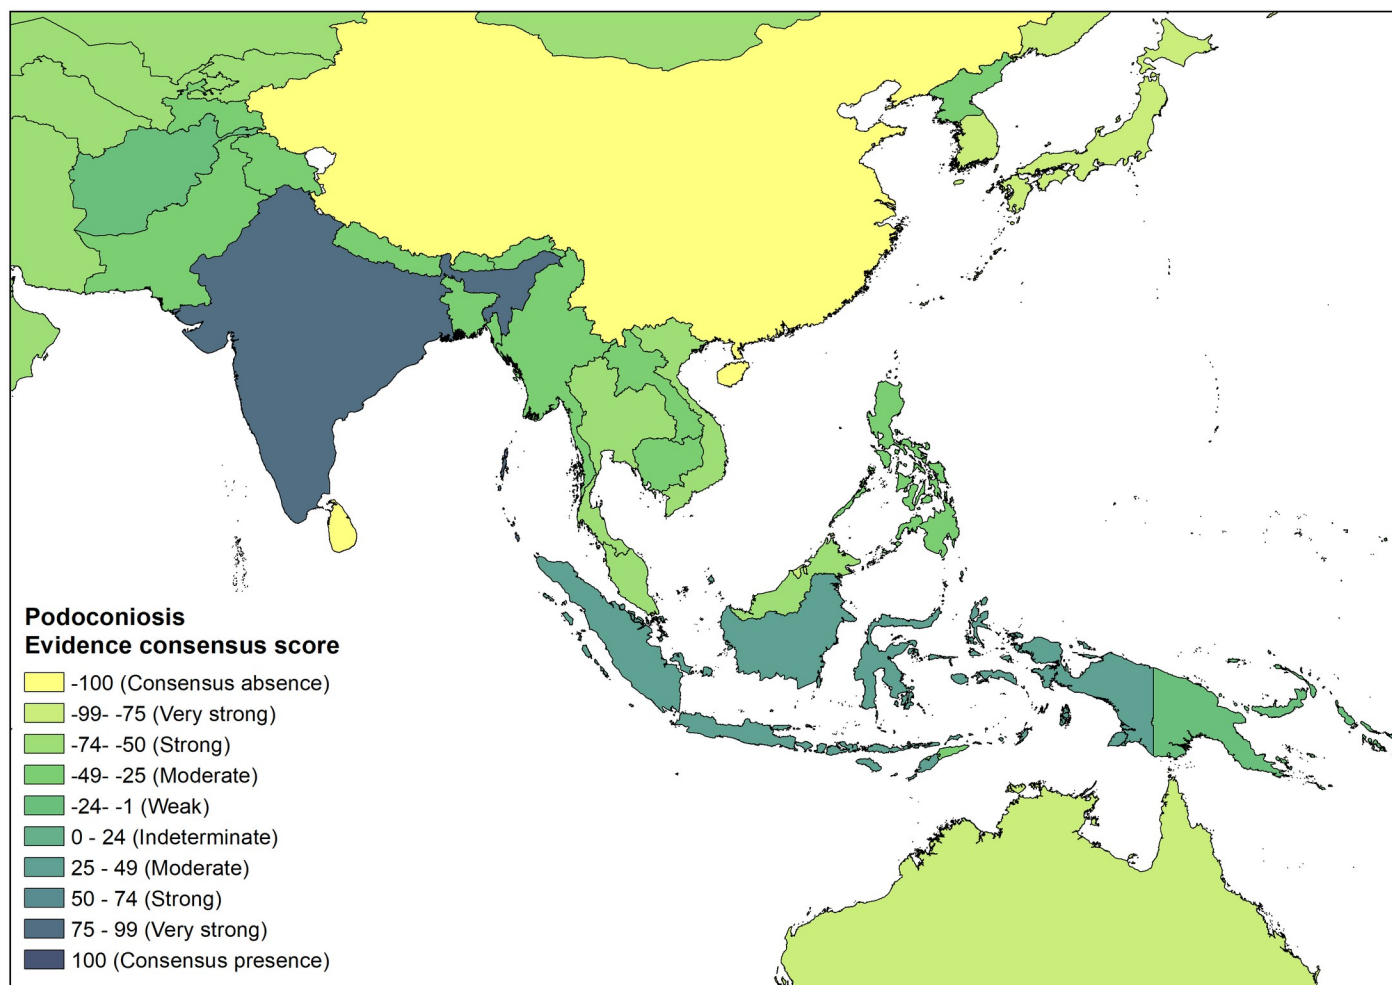 Podoconiosis
Evidence consensus score
-100 (Consensus absence)
-99- -75 (Very strong)
-74- -50 (Strong)
-49- -25 (Moderate)
-24- -1 (Weak)
0 - 24 (Indeterminate)
25 - 49 (Moderate)
50 - 74 (Strong)
75 - 99 (Very strong)
100 (Consensus presence)